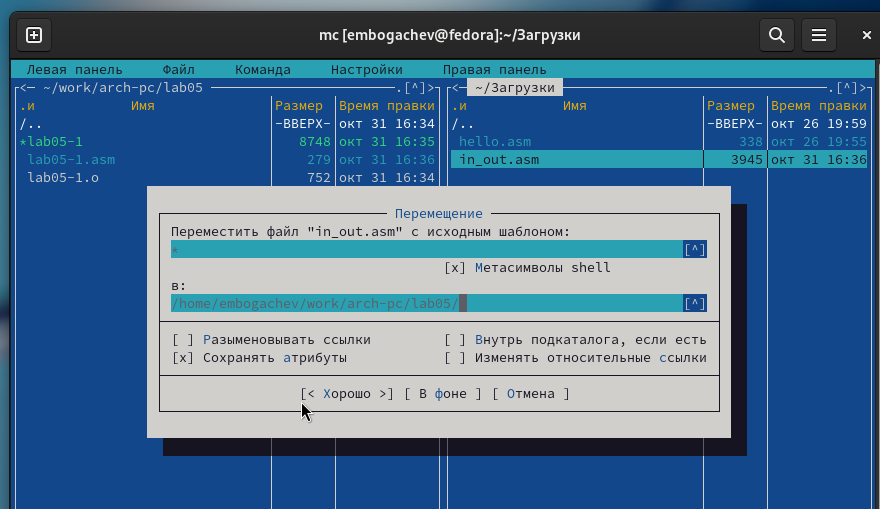 mc [embogachev@fedora]:~/Загрузки
Левая панель Файл Команда Настройки Правая панель
<─ ~/work/arch-pc/lab05 .[^]> <─ ~/Загрузки .[^]>
.и Имя Размер Время правки .и Имя Размер Время правки
/.. -ВВЕРХ- окт 31 16:34 /.. -ВВЕРХ- окт 26 19:59
*lab05-1 8748 окт 31 16:35 hello.asm 338 окт 26 19:55
lab05-1.asm 279 окт 31 16:36 in_out.asm 3945 окт 31 16:36
lab05-1.o 752 окт 31 16:34
Перемещение
Переместить файл "in_out.asm" с исходным шаблоном:
* [^]
[x] Метасимволы shell
в:
/home/embogachev/work/arch-pc/lab05/ [^]
[ ] Разыменовывать ссылки [ ] Внутрь подкаталога, если есть
[x] Сохранять атрибуты [ ] Изменять относительные ссылки
[< Хорошо >] [ В фоне ] [ Отмена ]